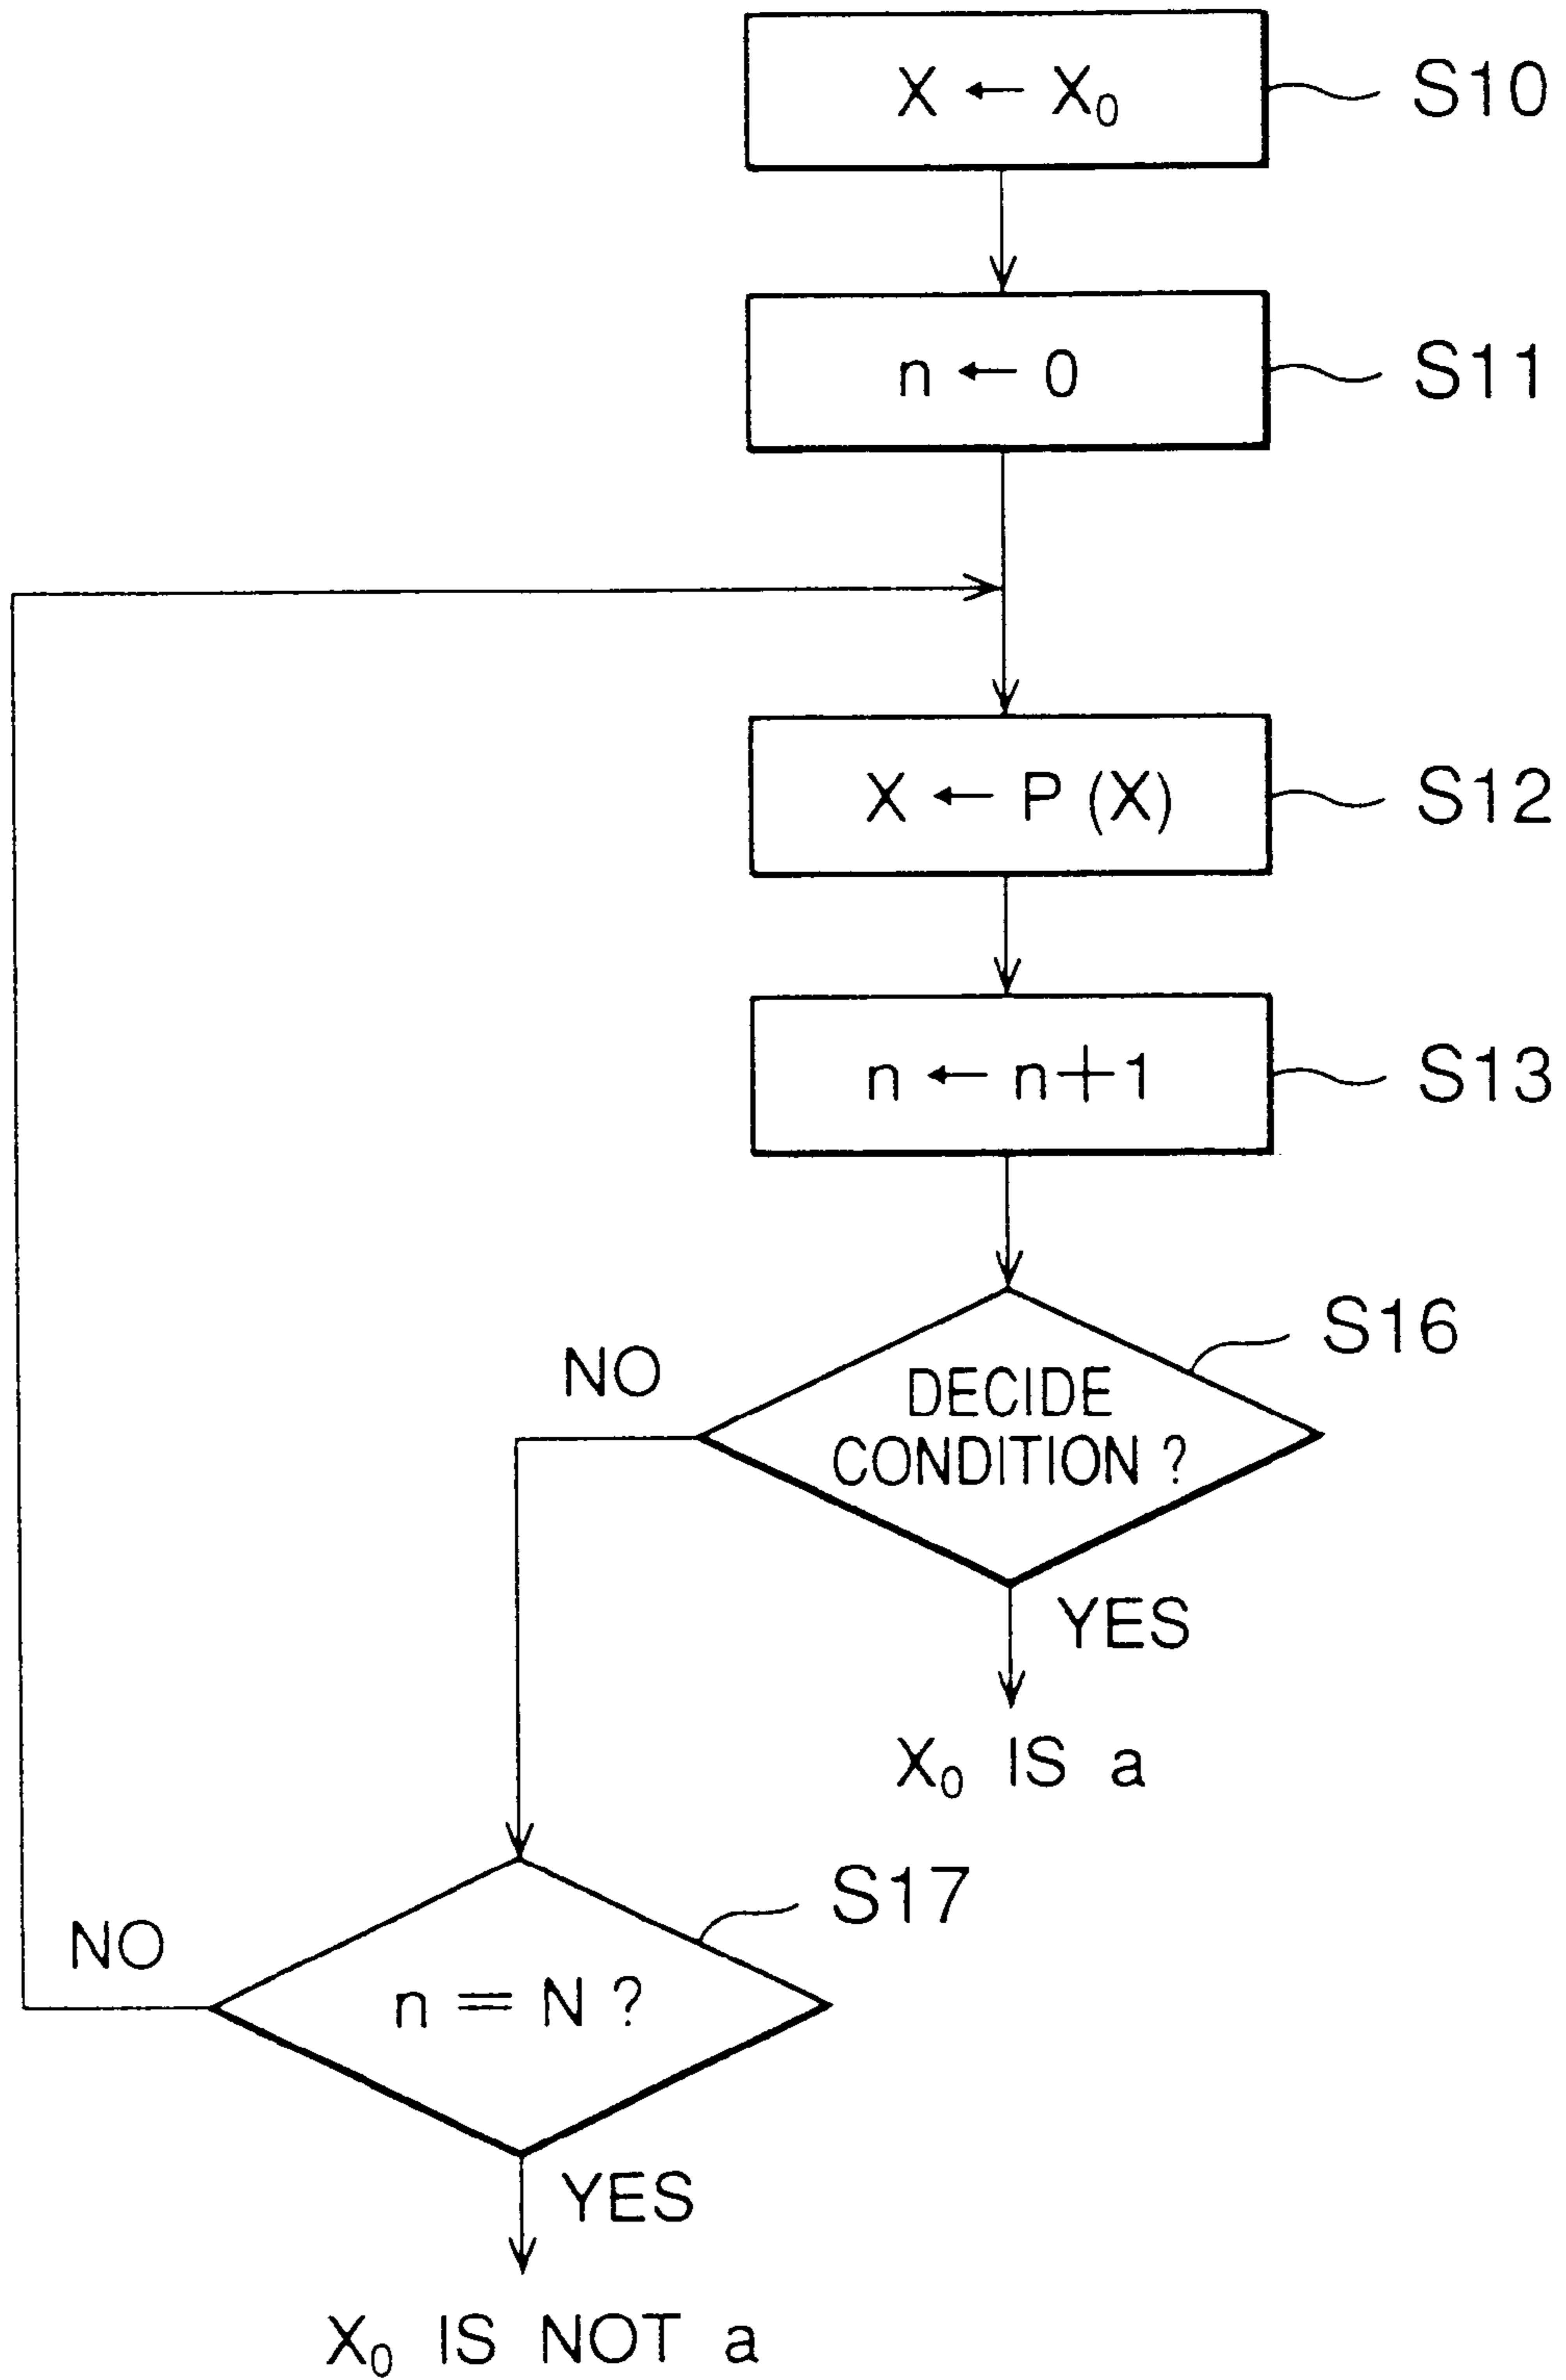 X ← X₀
S10
n ← 0
S11
X ← P (X)
S12
n ← n+1
S13
S16
NO
DECIDE
CONDITION ?
YES
X₀ IS a
S17
NO
n = N ?
YES
X₀ IS NOT a